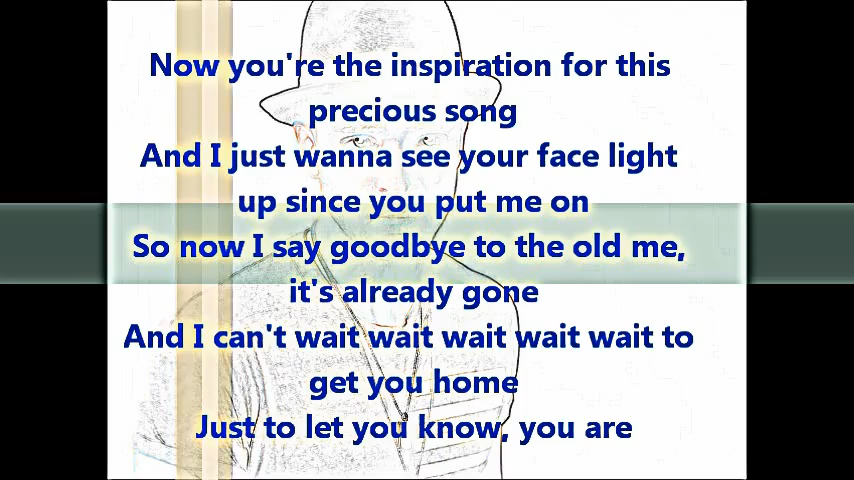 Now you're the inspiration for this
precious song
And I just wanna see your face light
up since you put me on
So now I say goodbye to the old me,
it's already gone
And I can't wait wait wait wait wait to
get you home
Just to let you know, you are